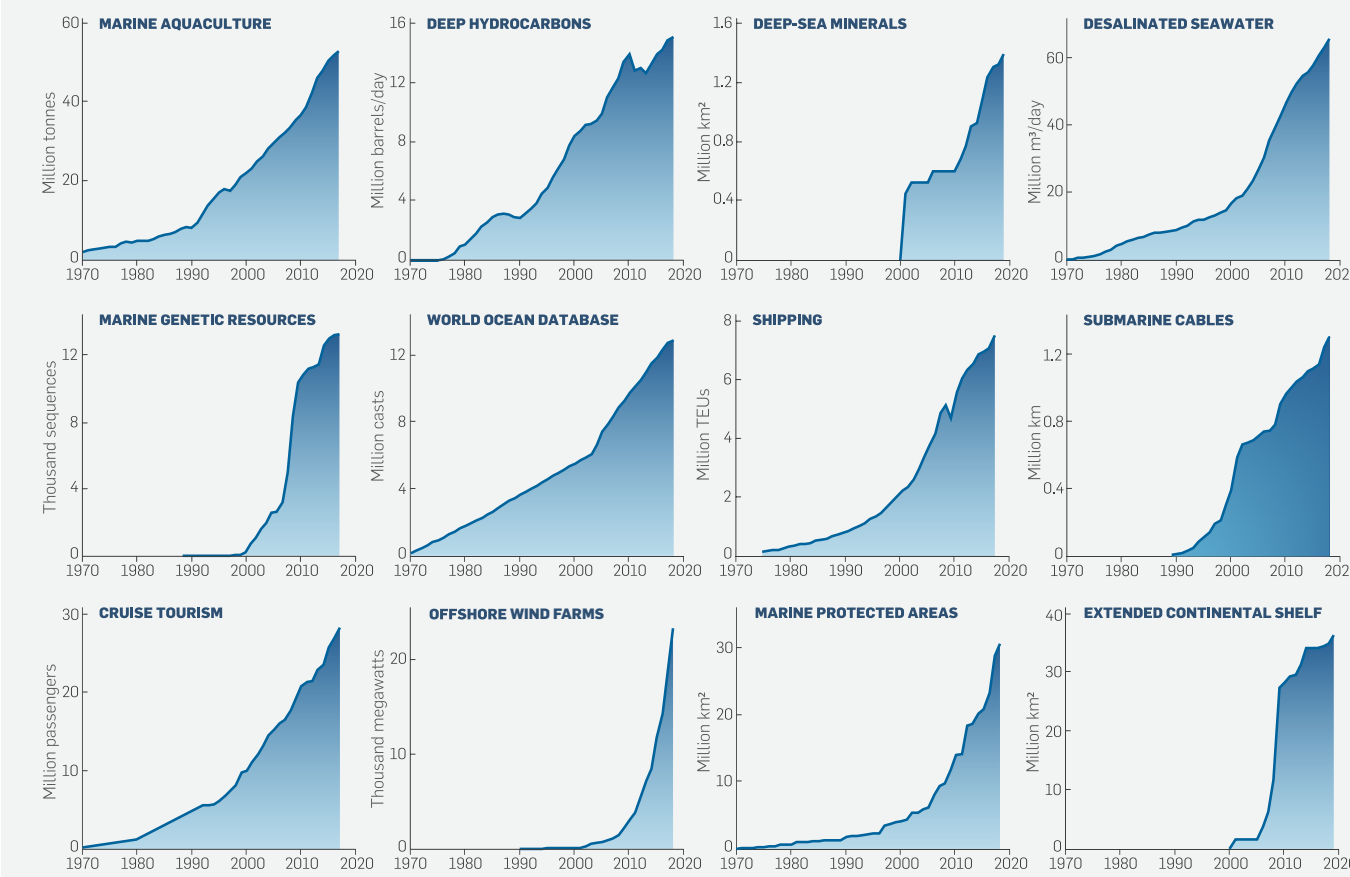 MARINE AQUACULTURE
Million tonnes
60
40
20
0
1970 1980 1990 2000 2010 2020
DEEP HYDROCARBONS
Million barrels/day
16
12
8
4
0
1970 1980 1990 2000 2010 2020
DEEP-SEA MINERALS
Million km²
1.6
1.2
0.8
0.4
0
1970 1980 1990 2000 2010 2020
DESALINATED SEAWATER
Million m³/day
60
40
20
0
1970 1980 1990 2000 2010 202
MARINE GENETIC RESOURCES
Thousand sequences
12
8
4
0
1970 1980 1990 2000 2010 2020
WORLD OCEAN DATABASE
Million casts
12
8
4
0
1970 1980 1990 2000 2010 2020
SHIPPING
Million TEUs
8
6
4
2
0
1970 1980 1990 2000 2010 2020
SUBMARINE CABLES
Million km
1.2
0.8
0.4
0
1970 1980 1990 2000 2010 202
CRUISE TOURISM
Million passengers
30
20
10
0
1970 1980 1990 2000 2010 2020
OFFSHORE WIND FARMS
Thousand megawatts
20
10
0
1970 1980 1990 2000 2010 2020
MARINE PROTECTED AREAS
Million km²
30
20
10
0
1970 1980 1990 2000 2010 2020
EXTENDED CONTINENTAL SHELF
Million km²
40
30
20
10
0
1970 1980 1990 2000 2010 202